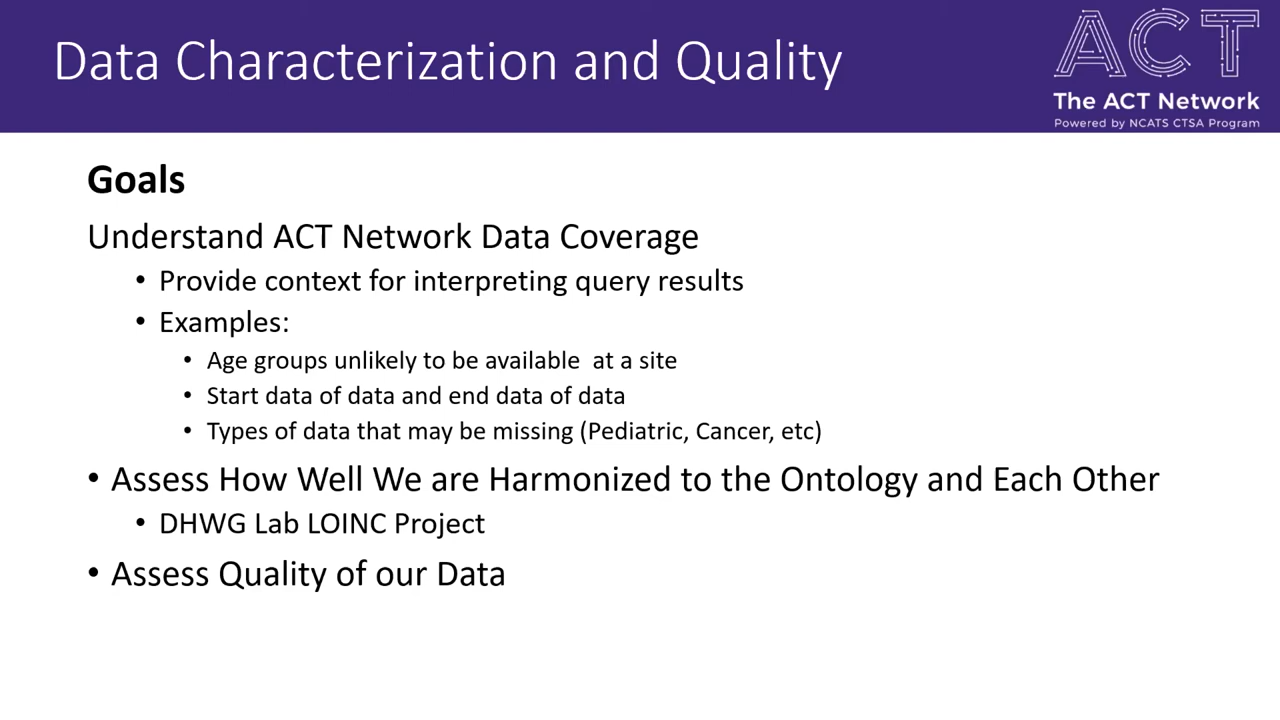 Data Characterization and Quality
ACT
The ACT Network
Powered by NCATS CTSA Program
Goals
Understand ACT Network Data Coverage
• Provide context for interpreting query results
• Examples:
• Age groups unlikely to be available at a site
• Start data of data and end data of data
• Types of data that may be missing (Pediatric, Cancer, etc)
• Assess How Well We are Harmonized to the Ontology and Each Other
• DHWG Lab LOINC Project
• Assess Quality of our Data